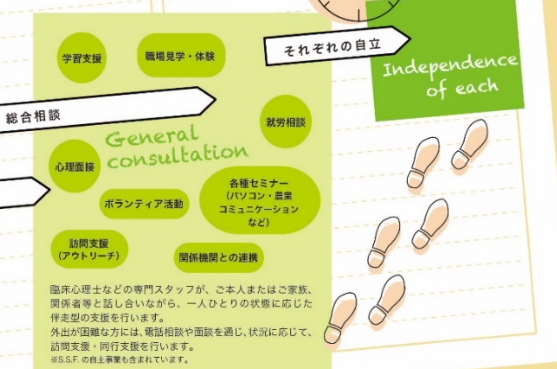 学習支援
職場見学・体験
それぞれの自立
Independence
of each
総合相談
General
consultation
就労相談
心理面接
ボランティア活動
各種セミナー
(パソコン・農業
コミュニケーション
など)
訪問支援
(アウトリーチ)
関係機関との連携
臨床心理士などの専門スタッフが、ご本人またはご家族、
関係者等と話し合いながら、一人ひとりの状態に応じた
伴走型の支援を行います。
外出が困難な方には、電話相談や面談を通じ、状況に応じて、
訪問支援・同行支援を行います。
※S.S.F. の自主事業も含まれています。